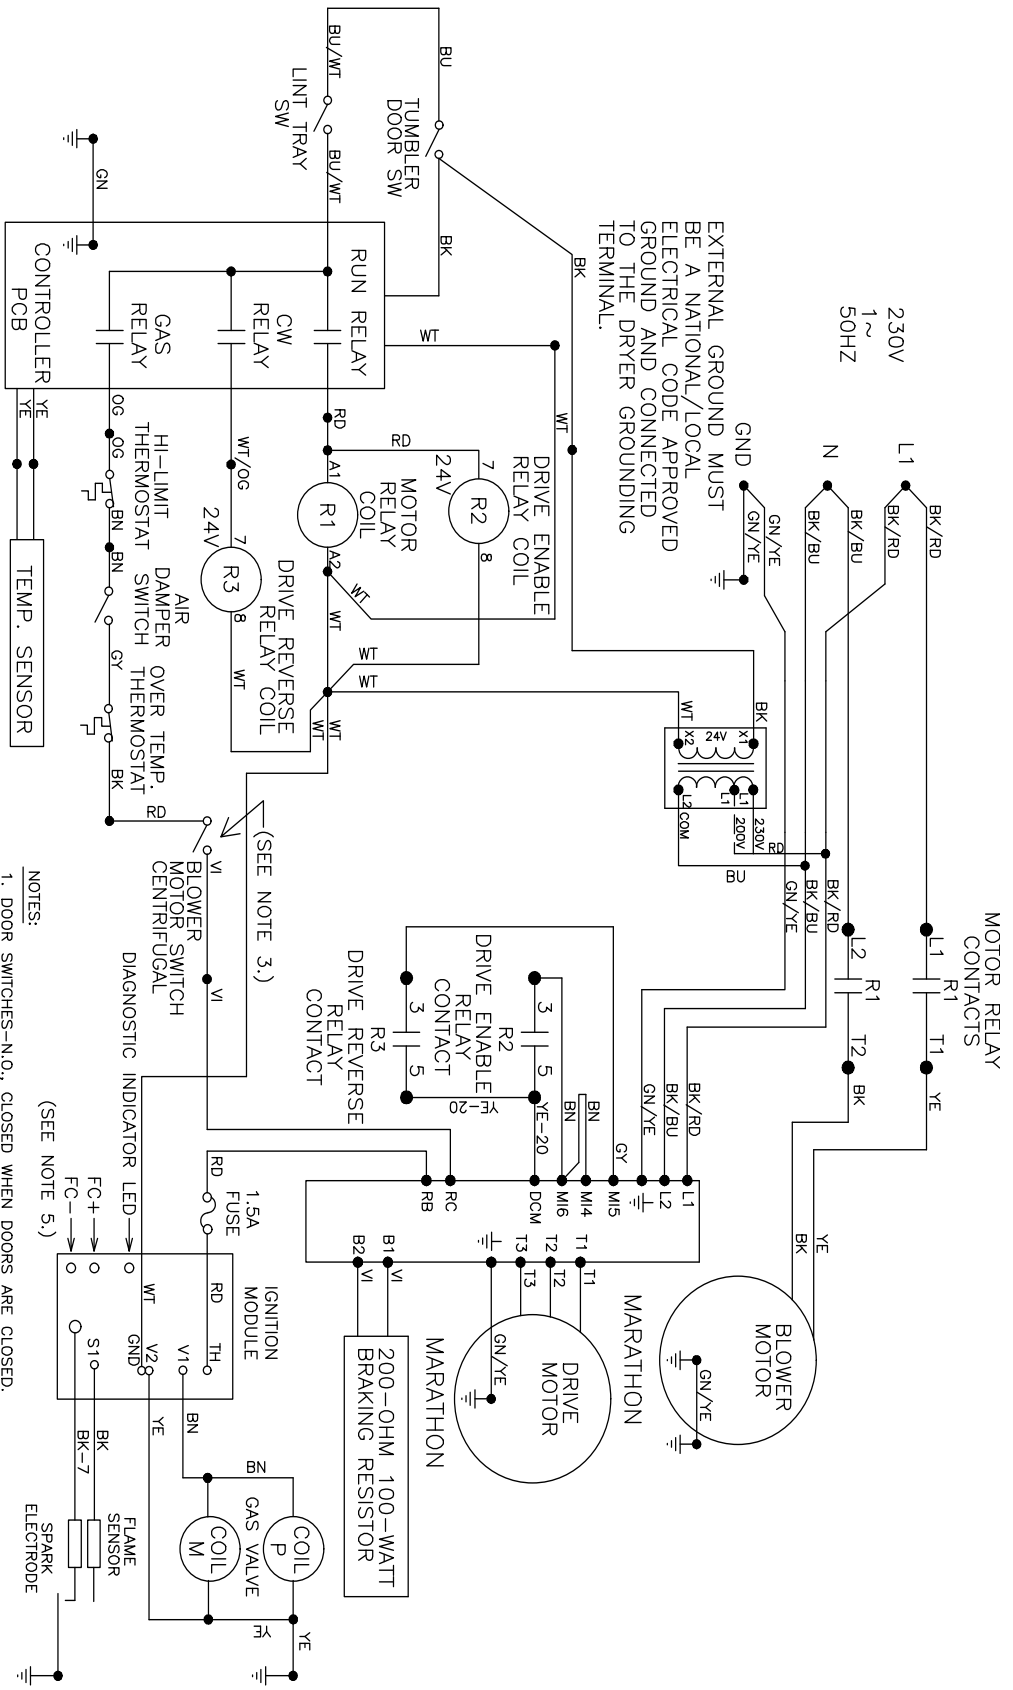 230V
1~
50HZ
L1
N
GND
BK/RD
BK/RD
BK/BU
BK/BU
GN/YE
GN/YE
EXTERNAL GROUND MUST
BE A NATIONAL/LOCAL
ELECTRICAL CODE APPROVED
GROUND AND CONNECTED
TO THE DRYER GROUNDING
TERMINAL.
MOTOR RELAY
CONTACTS
L1
R1
T1
YE
L2
R1
T2
BK
YE
BK
BLOWER
MOTOR
GN/YE
BK
WT
BK
WT
X1
24V
X2
L1
L1
L2
230V
200V
COM
RD
BU
BK/RD
BK/BU
GN/YE
BU
TUMBLER
DOOR SW
BK
BU/WT
LINT TRAY
SW
BU/WT
GN
RUN RELAY
CW
RELAY
GAS
RELAY
CONTROLLER
PCB
WT
RD
RD
A1
R1
A2
MOTOR
RELAY
COIL
7
R2
8
24V
DRIVE ENABLE
RELAY COIL
WT
WT
WT
WT
WT
WT
WT/OG
7
R3
8
24V
WT
DRIVE REVERSE
RELAY COIL
OG
OG
HI-LIMIT
THERMOSTAT
BN
BN
AIR
DAMPER
SWITCH
GY
OVER TEMP.
THERMOSTAT
BK
RD
YE
YE
TEMP. SENSOR
(SEE NOTE 3.)
VI
BLOWER
MOTOR SWITCH
CENTRIFUGAL
VI
DRIVE ENABLE
RELAY
CONTACT
R2
3
5
DRIVE REVERSE
RELAY
CONTACT
R3
3
5
YE-20
YE-20
BN
BN
GY
GN/YE
BK/BU
BK/RD
L1
L2
MI5
MI4
MI6
DCM
RC
RB
T1
T2
T3
B1
B2
T1
T2
T3
VI
VI
MARATHON
DRIVE
MOTOR
GN/YE
MARATHON
200-OHM 100-WATT
BRAKING RESISTOR
RD
1.5A
FUSE
RD
IGNITION
MODULE
TH
V1
V2
GND
S1
WT
DIAGNOSTIC INDICATOR LED
FC+
FC-
(SEE NOTE 5.)
BN
YE
BK
BK-7
BN
COIL
P
GAS VALVE
COIL
M
YE
YE
FLAME
SENSOR
SPARK
ELECTRODE
NOTES:
1. DOOR SWITCHES-N.O., CLOSED WHEN DOORS ARE CLOSED.